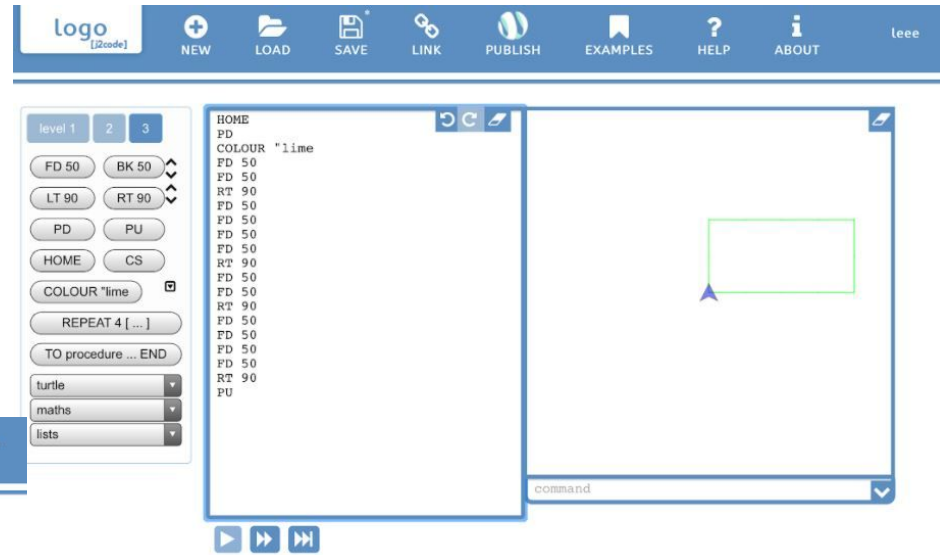 logo
[j2code]
NEW
LOAD
SAVE
LINK
PUBLISH
EXAMPLES
HELP
ABOUT
leee
level 1
2
3
FD 50
BK 50
LT 90
RT 90
PD
PU
HOME
CS
COLOUR "lime
REPEAT 4 [ ... ]
TO procedure ... END
turtle
maths
lists
HOME
PD
COLOUR "lime
FD 50
FD 50
RT 90
FD 50
FD 50
FD 50
FD 50
RT 90
FD 50
FD 50
RT 90
FD 50
FD 50
FD 50
FD 50
RT 90
PU
command